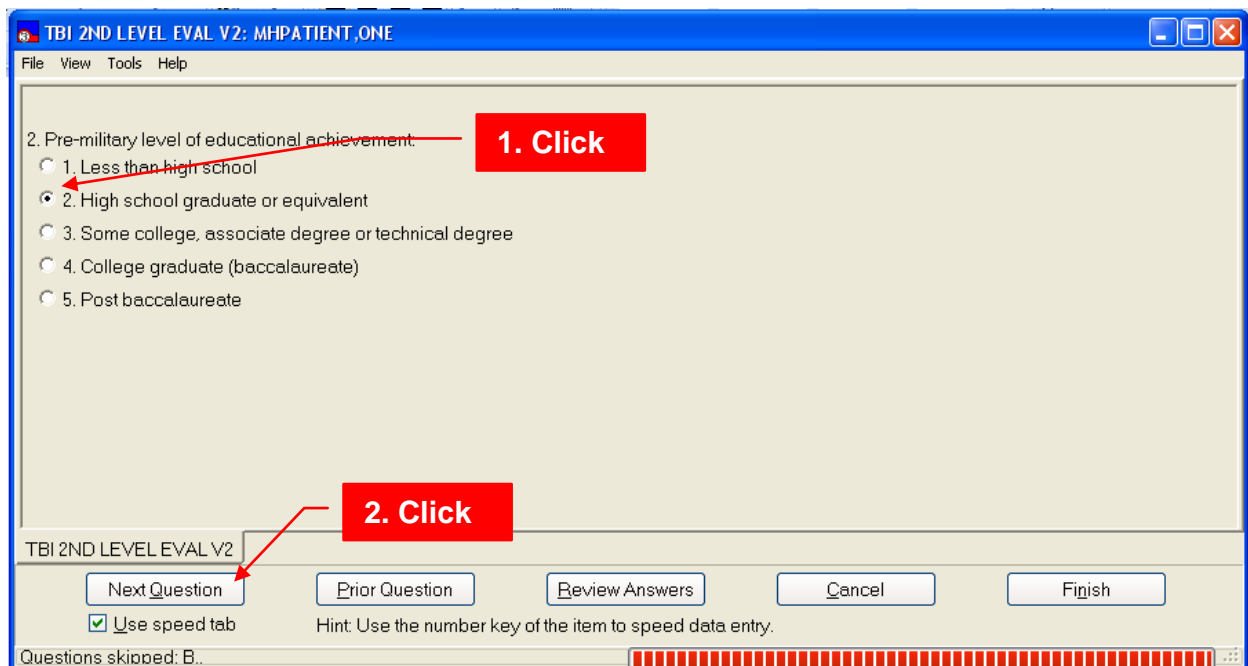 TBI 2ND LEVEL EVAL V2: MHPATIENT,ONE
File View Tools Help
2. Pre-military level of educational achievement:
1. Click
1. Less than high school
2. High school graduate or equivalent
3. Some college, associate degree or technical degree
4. College graduate (baccalaureate)
5. Post baccalaureate
2. Click
TBI 2ND LEVEL EVAL V2
Next Question Prior Question Review Answers Cancel Finish
Use speed tab Hint: Use the number key of the item to speed data entry.
Questions skipped: B..